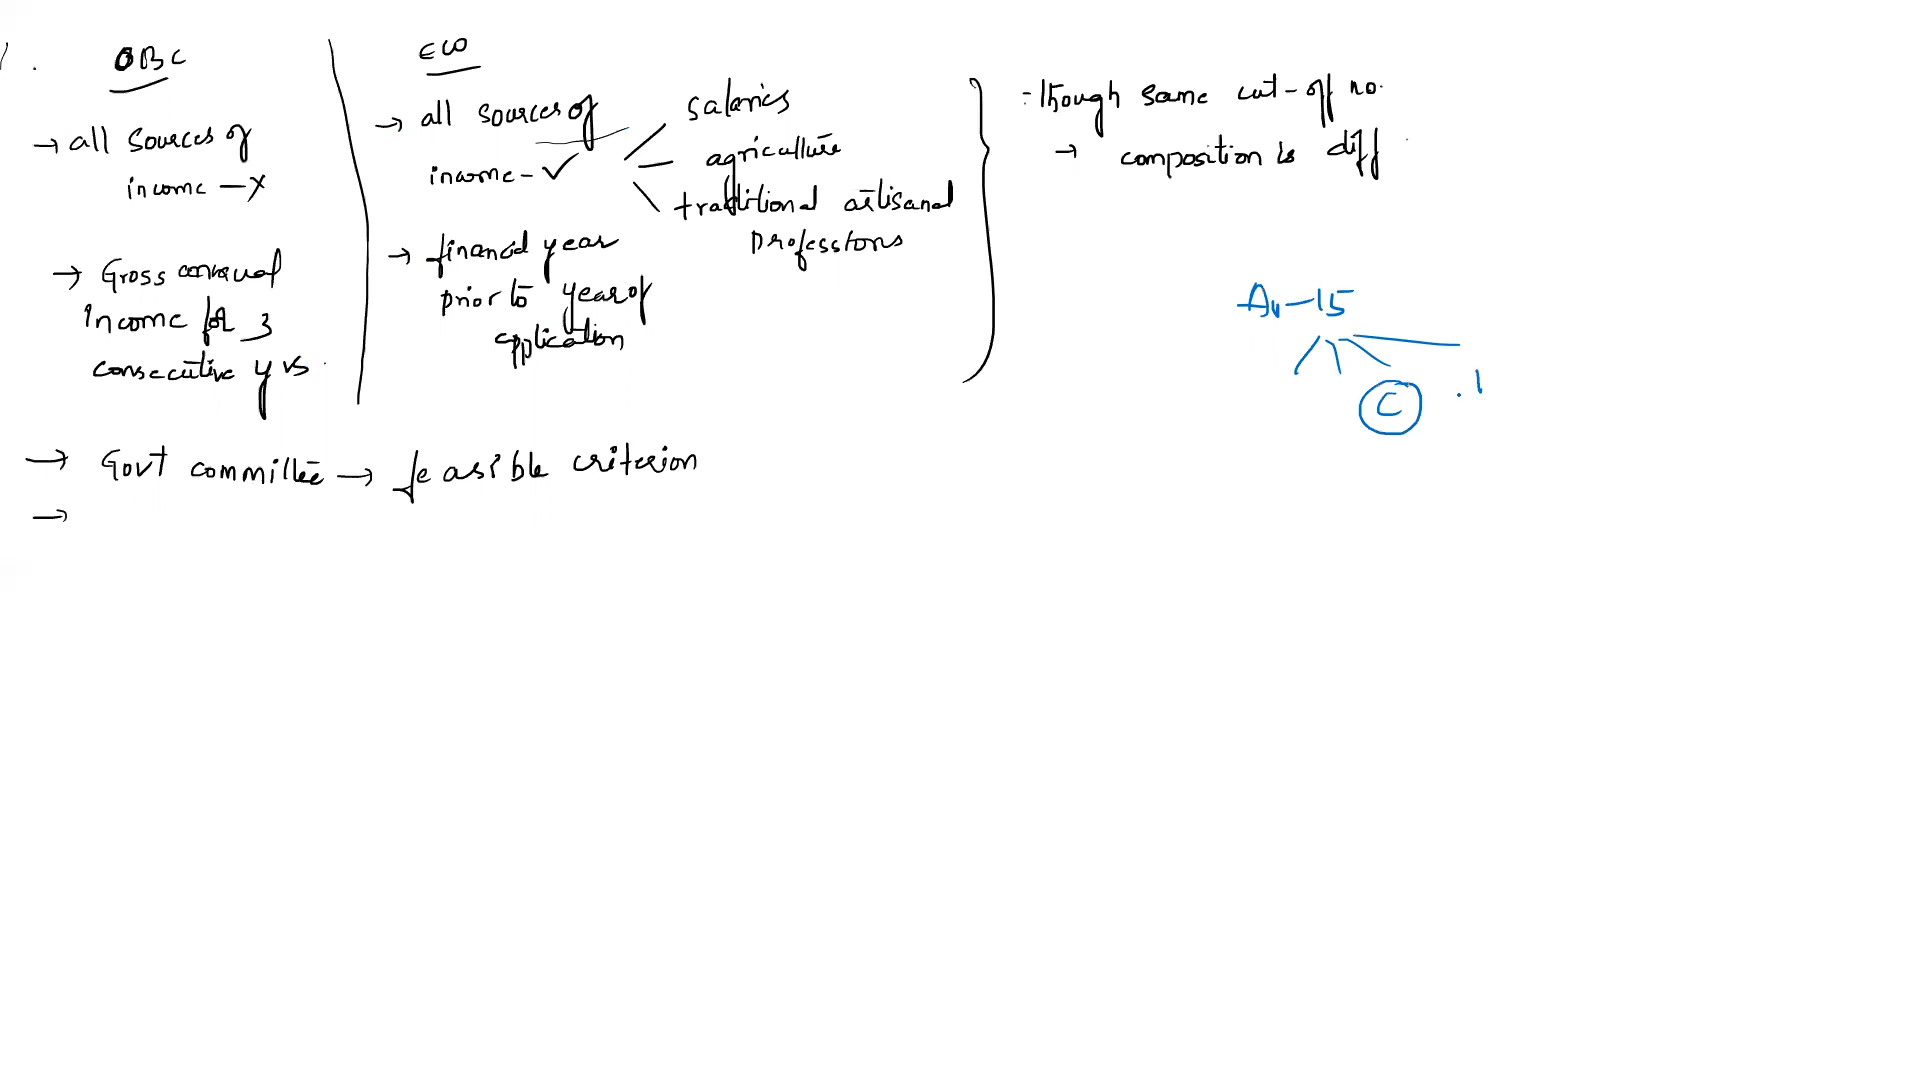 OBC
→ all sources of
income – x
→ Gross annual
income for 3
consecutive yrs
EW
→ all sources of
income - ✓
salaries
agriculture
traditional artisanal
professions
→ financial year
prior to year of
application
Though same cut-off no.
→ composition is diff
Ar-15
C
→ Govt committee → feasible criterion
→